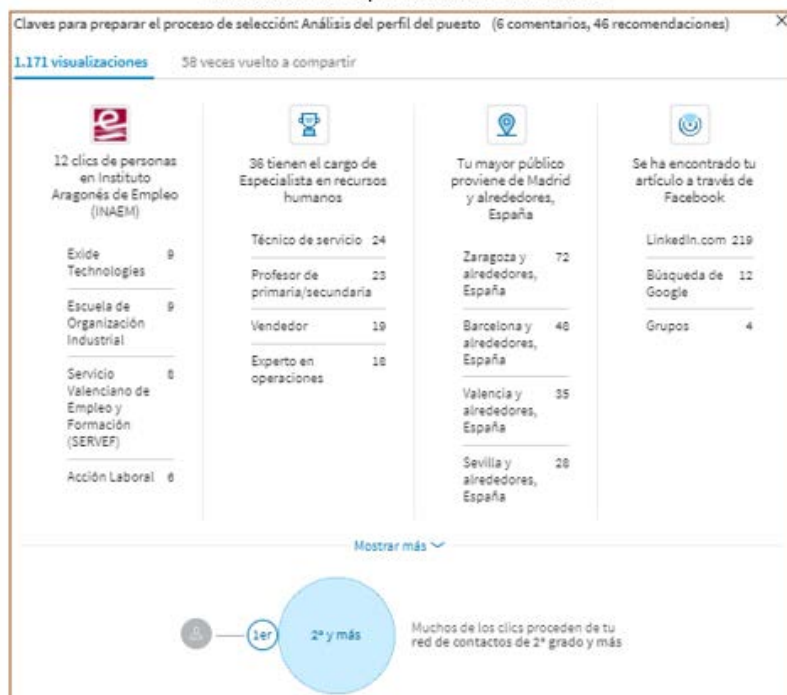 Claves para preparar el proceso de selección: Análisis del perfil del puesto (6 comentarios, 46 recomendaciones)
1.171 visualizaciones
58 veces vuelto a compartir
12 clics de personas
en Instituto
Aragonés de Empleo
(INAEM)
Exide 9
Technologies
Escuela de 9
Organización
Industrial
Servicio 8
Valenciano de
Empleo y
Formación
(SERVEF)
Acción Laboral 6
36 tienen el cargo de
Especialista en recursos
humanos
Técnico de servicio 24
Profesor de 23
primaria/secundaria
Vendedor 19
Experto en 18
operaciones
Tu mayor público
proviene de Madrid
y alrededores,
España
Zaragoza y 72
alrededores,
España
Barcelona y 48
alrededores,
España
Valencia y 35
alrededores,
España
Sevilla y 28
alrededores,
España
Se ha encontrado tu
artículo a través de
Facebook
LinkedIn.com 219
Búsqueda de 12
Google
Grupos 4
Mostrar más
1er
2º y más
Muchos de los clics proceden de tu
red de contactos de 2º grado y más